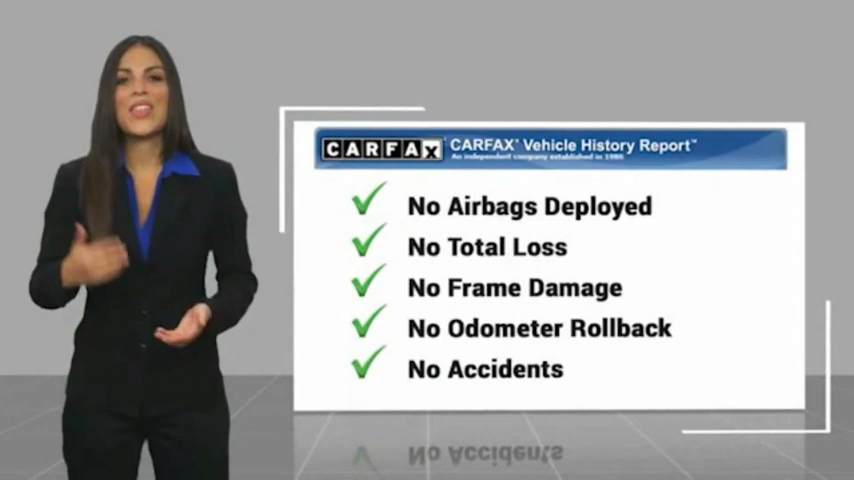 CARFAX CARFAX® Vehicle History Report™
An independent company established in 1986
No Airbags Deployed
No Total Loss
No Frame Damage
No Odometer Rollback
No Accidents
No Accidents